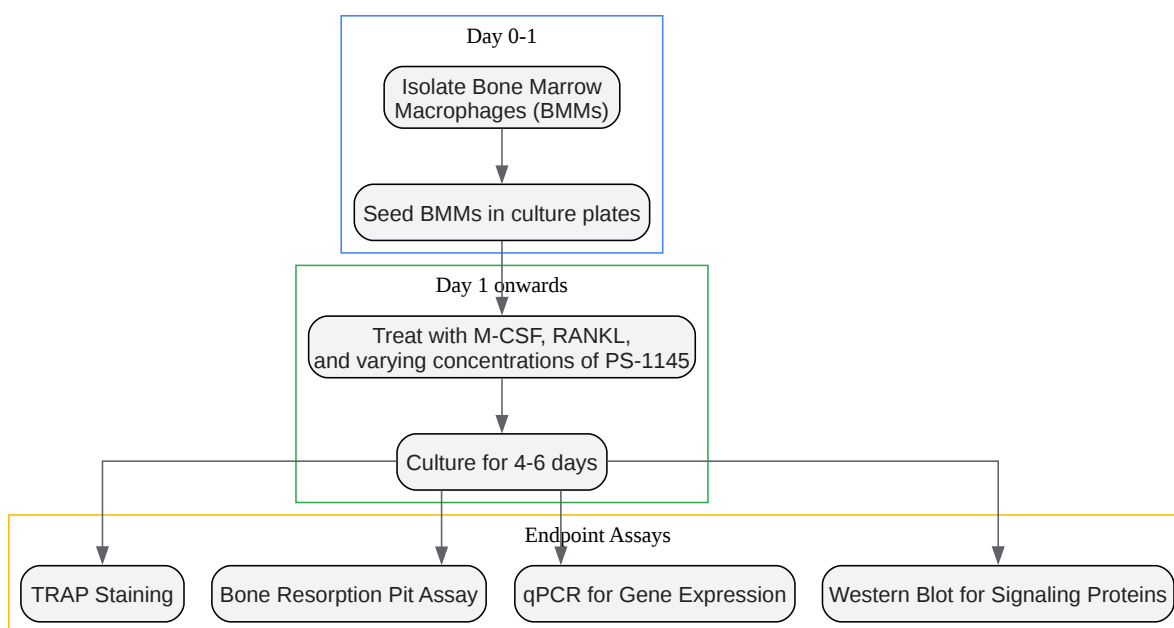 Day 0-1
Isolate Bone Marrow
Macrophages (BMMs)
Seed BMMs in culture plates
Day 1 onwards
Treat with M-CSF, RANKL,
and varying concentrations of PS-1145
Culture for 4-6 days
Endpoint Assays
TRAP Staining
Bone Resorption Pit Assay
qPCR for Gene Expression
Western Blot for Signaling Proteins